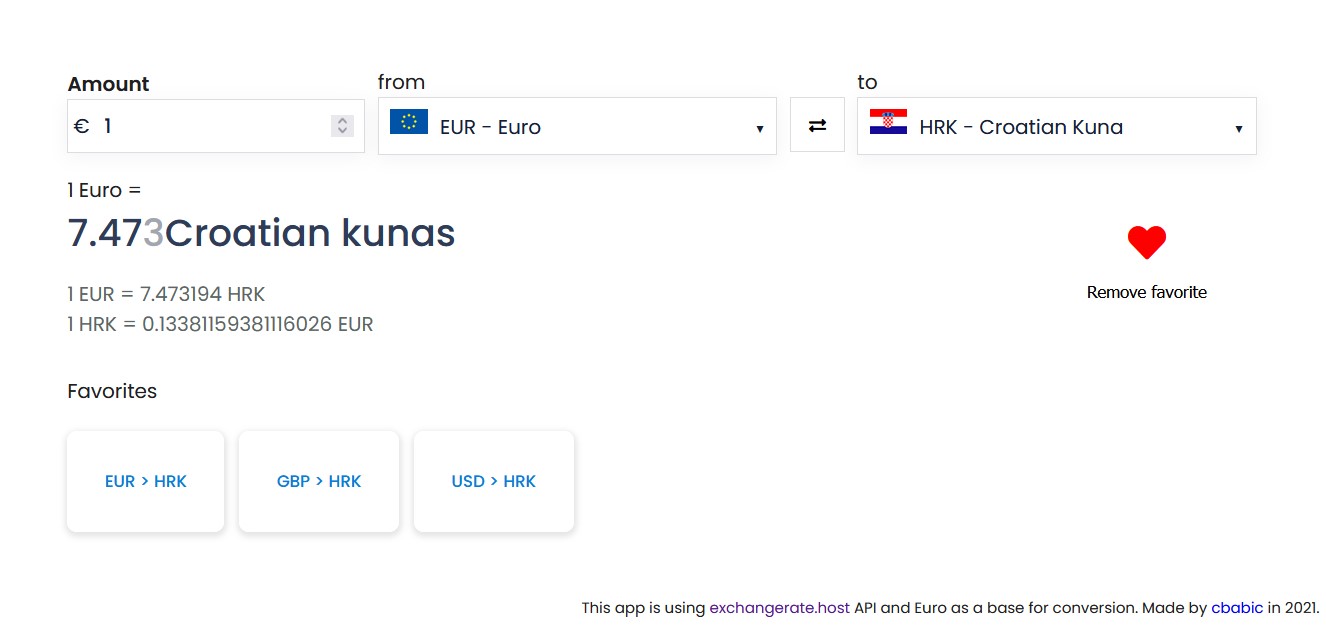 Amount from to
€ 1 EUR - Euro ▾ HRK - Croatian Kuna ▾
1 Euro =
7.473Croatian kunas
1 EUR = 7.473194 HRK
Remove favorite
1 HRK = 0.13381159381116026 EUR
Favorites
EUR > HRK GBP > HRK USD > HRK
This app is using exchangerate.host API and Euro as a base for conversion. Made by cbabic in 2021.